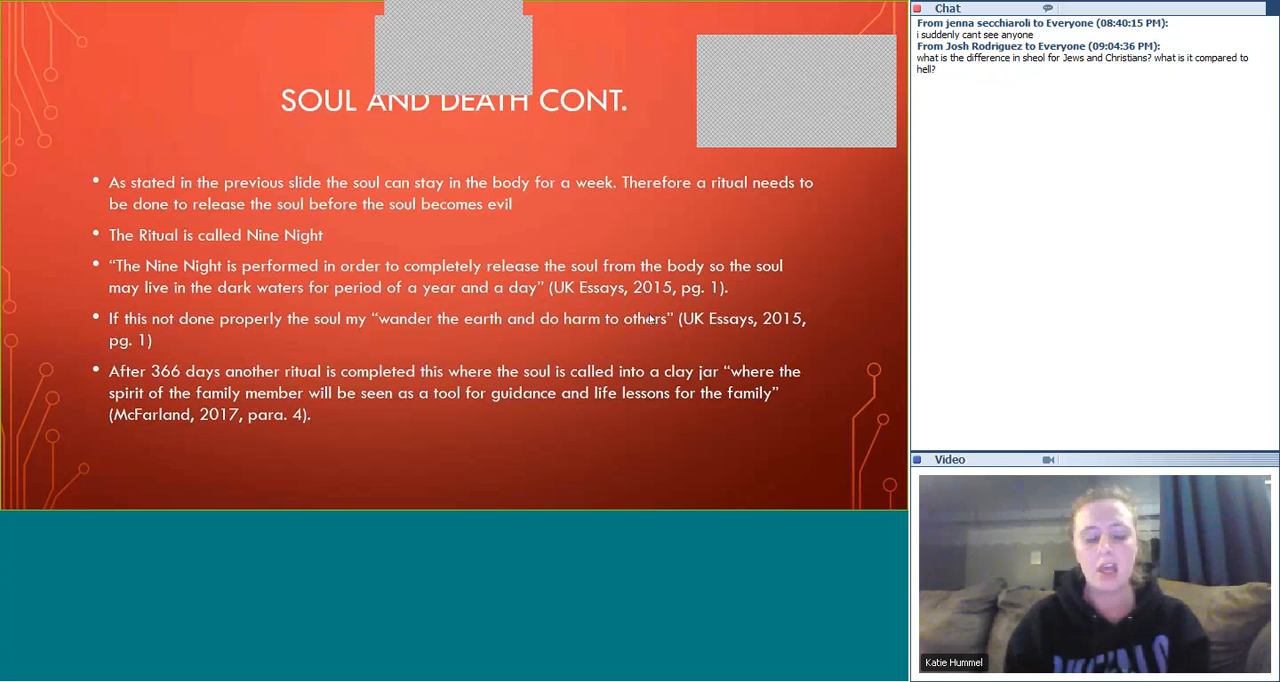 SOUL AND DEATH CONT.
• As stated in the previous slide the soul can stay in the body for a week. Therefore a ritual needs to
be done to release the soul before the soul becomes evil
• The Ritual is called Nine Night
• “The Nine Night is performed in order to completely release the soul from the body so the soul
may live in the dark waters for period of a year and a day” (UK Essays, 2015, pg. 1).
• If this not done properly the soul my “wander the earth and do harm to others” (UK Essays, 2015,
pg. 1)
• After 366 days another ritual is completed this where the soul is called into a clay jar “where the
spirit of the family member will be seen as a tool for guidance and life lessons for the family”
(McFarland, 2017, para. 4).
Chat
From jenna secchiaroli to Everyone (08:40:15 PM):
i suddenly cant see anyone
From Josh Rodriguez to Everyone (09:04:36 PM):
what is the difference in sheol for Jews and Christians? what is it compared to
hell?
Video
Katie Hummel